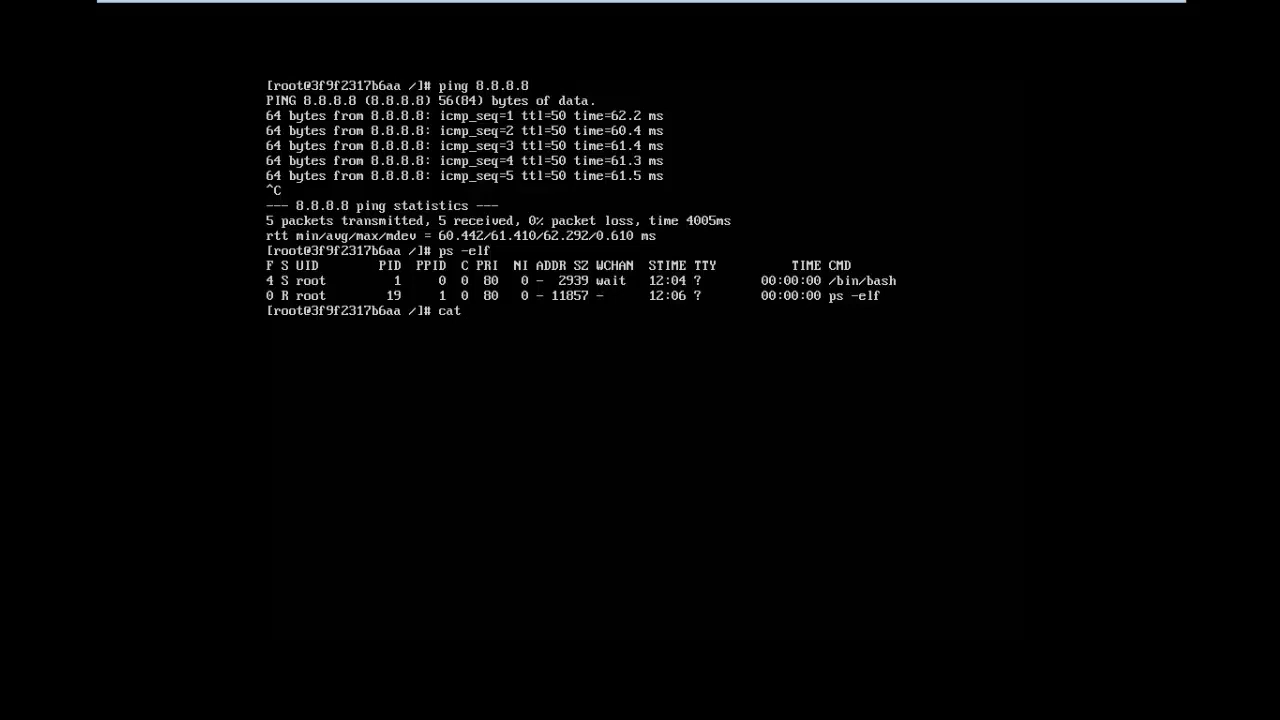 [root@3f9f2317b6aa /]# ping 8.8.8.8
PING 8.8.8.8 (8.8.8.8) 56(84) bytes of data.
64 bytes from 8.8.8.8: icmp_seq=1 ttl=50 time=62.2 ms
64 bytes from 8.8.8.8: icmp_seq=2 ttl=50 time=60.4 ms
64 bytes from 8.8.8.8: icmp_seq=3 ttl=50 time=61.4 ms
64 bytes from 8.8.8.8: icmp_seq=4 ttl=50 time=61.3 ms
64 bytes from 8.8.8.8: icmp_seq=5 ttl=50 time=61.5 ms
^C
--- 8.8.8.8 ping statistics ---
5 packets transmitted, 5 received, 0% packet loss, time 4005ms
rtt min/avg/max/mdev = 60.442/61.410/62.292/0.610 ms
[root@3f9f2317b6aa /]# ps -elf
F S UID        PID  PPID  C PRI  NI ADDR SZ WCHAN  STIME TTY          TIME CMD
4 S root         1     0  0  80   0 -  2939 wait   12:04 ?        00:00:00 /bin/bash
0 R root        19     1  0  80   0 - 11857 -      12:06 ?        00:00:00 ps -elf
[root@3f9f2317b6aa /]# cat